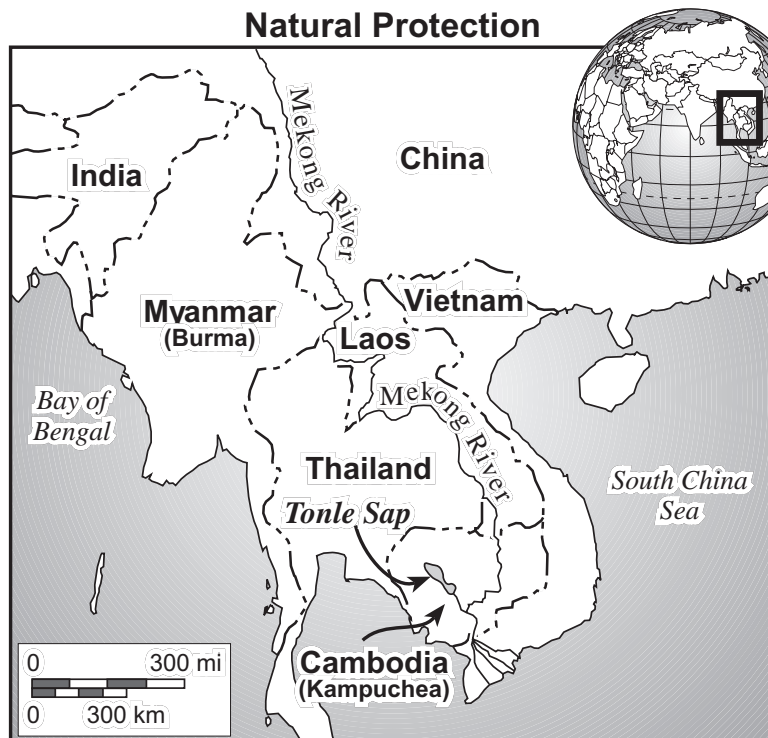 Natural Protection
Mekong River
China
India
Myanmar
(Burma)
Vietnam
Laos
Bay of
Bengal
Mekong River
Thailand
South China
Sea
Tonle Sap
Cambodia
(Kampuchea)
0 300 mi
0 300 km